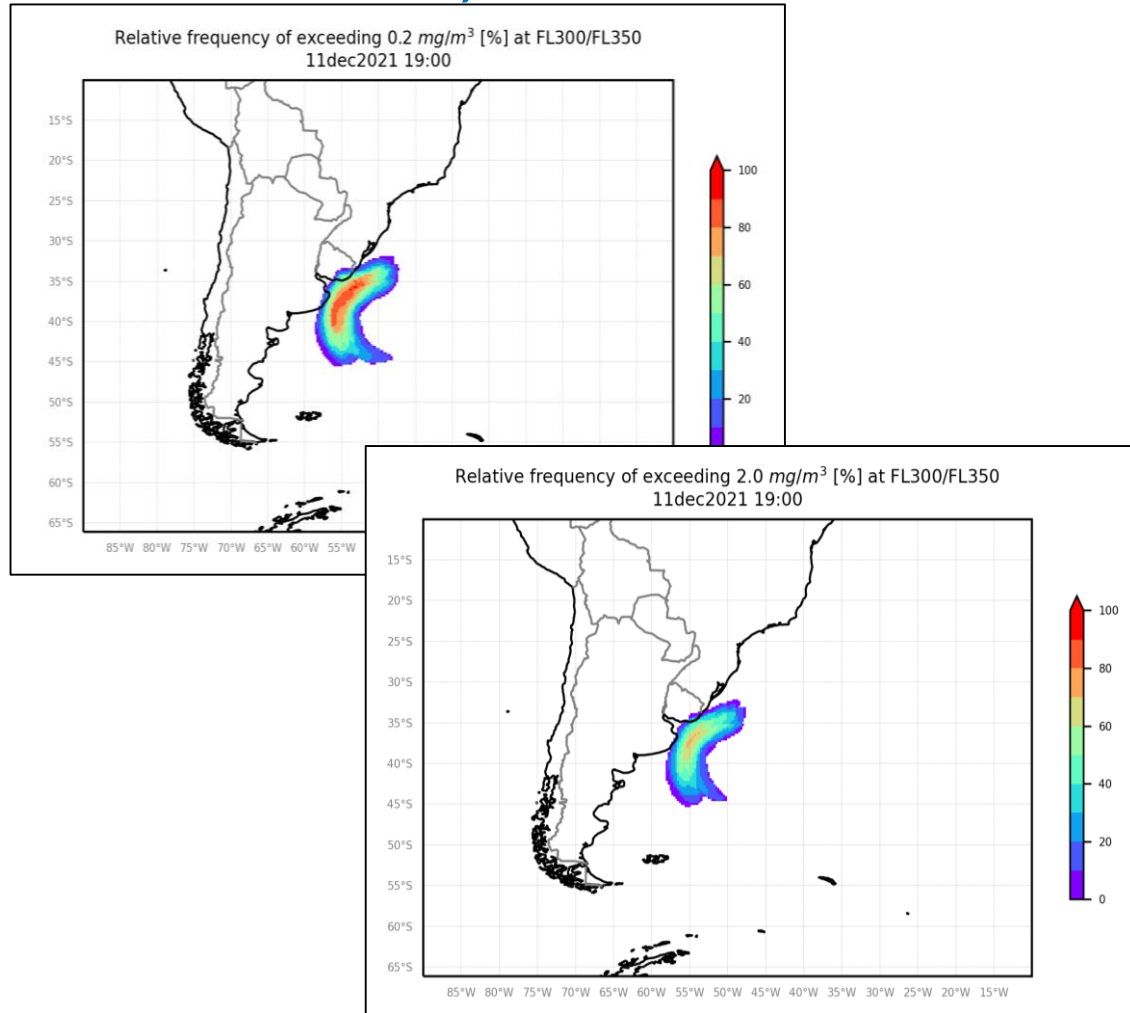 Relative frequency of exceeding 0.2 mg/m³ [%] at FL300/FL350
11dec2021 19:00
15°S
20°S
25°S
30°S
35°S
40°S
45°S
50°S
55°S
60°S
65°S
85°W 80°W 75°W 70°W 65°W 60°W 55°W
100
80
60
40
20
Relative frequency of exceeding 2.0 mg/m³ [%] at FL300/FL350
11dec2021 19:00
15°S
20°S
25°S
30°S
35°S
40°S
45°S
50°S
55°S
60°S
65°S
85°W 80°W 75°W 70°W 65°W 60°W 55°W 50°W 45°W 40°W 35°W 30°W 25°W 20°W 15°W
100
80
60
40
20
0